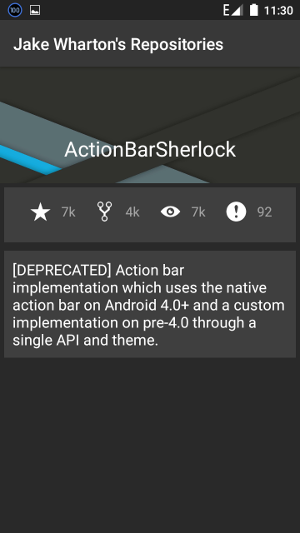 100
E
11:30
Jake Wharton's Repositories
ActionBarSherlock
7k 4k 7k 92
[DEPRECATED] Action bar
implementation which uses the native
action bar on Android 4.0+ and a custom
implementation on pre-4.0 through a
single API and theme.